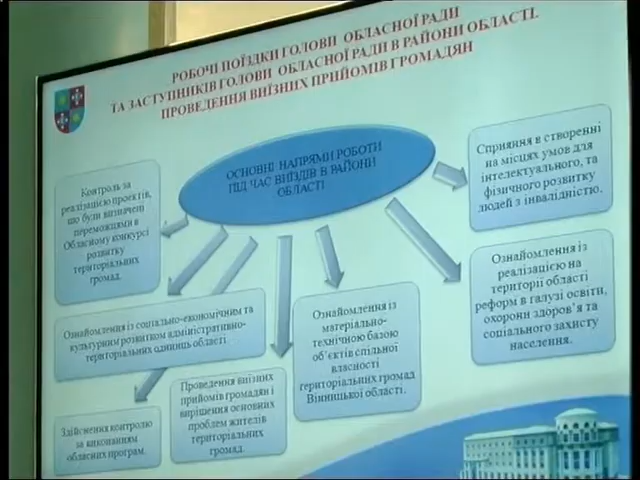 РОБОЧІ ПОЇЗДКИ ГОЛОВИ ОБЛАСНОЇ РАДИ
ТА ЗАСТУПНИКІВ ГОЛОВИ ОБЛАСНОЇ РАДИ В РАЙОНИ ОБЛАСТІ.
ПРОВЕДЕННЯ ВИЇЗНИХ ПРИЙОМІВ ГРОМАДЯН
ОСНОВНІ НАПРЯМИ РОБОТИ
ПІД ЧАС ВИЇЗДІВ В РАЙОНИ
ОБЛАСТІ
Контроль за
реалізацією проектів,
що були визначені
переможцями в
Обласному конкурсі
розвитку
територіальних
громад.
Ознайомлення із соціально-економічним та
культурним розвитком адміністративно-
територіальних одиниць області
Здійснення контролю
за виконанням
обласних програм.
Проведення виїзних
прийомів громадян і
вирішення основних
проблем жителів
територіальних
громад.
Ознайомлення із
матеріально-
технічною базою
об'єктів спільної
власності
територіальних громад
Вінницької області.
Сприяння в створенні
на місцях умов для
інтелектуального, та
фізичного розвитку
людей з інвалідністю.
Ознайомлення із
реалізацією на
території області
реформ в галузі освіти,
охорони здоров'я та
соціального захисту
населення.